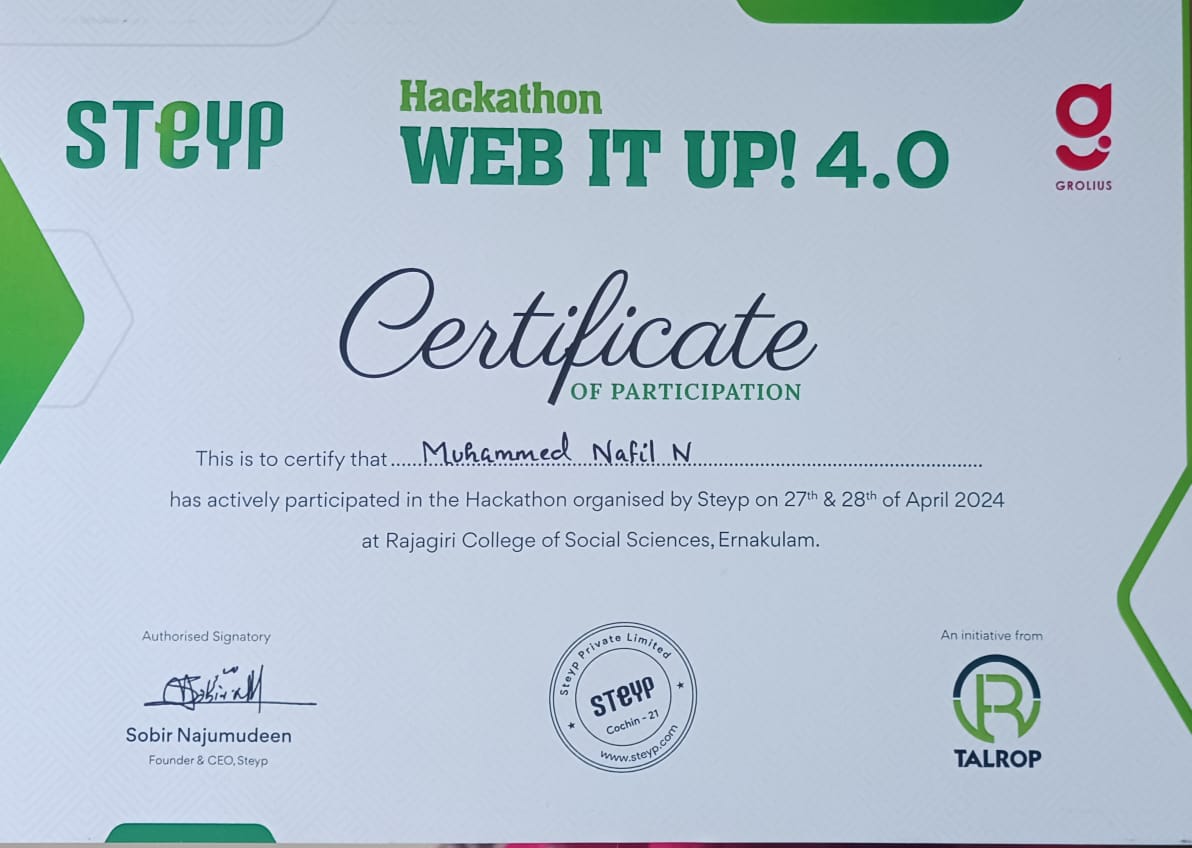 STEYP
Hackathon
WEB IT UP! 4.0
g
GROLIUS
Certificate
OF PARTICIPATION
This is to certify that ..... Muhammed Nafil N
has actively participated in the Hackathon organised by Steyp on 27th & 28th of April 2024
at Rajagiri College of Social Sciences, Ernakulam.
Authorised Signatory
Sobir Najumudeen
Founder & CEO, Steyp
Steyp Private Limited
STEYP
Cochin - 21
www.steyp.com
An initiative from
TALROP